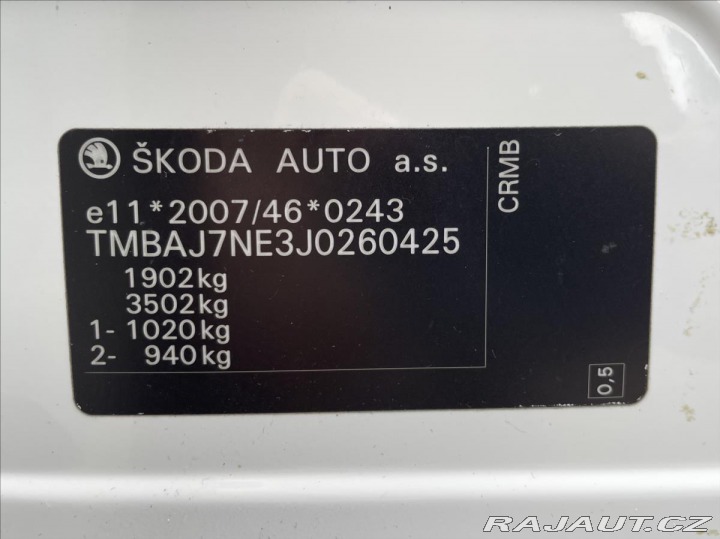 ŠKODA AUTO a.s.
e11*2007/46*0243
TMBAJ7NE3J0260425
1902kg
3502kg
1- 1020kg
2- 940kg
CRMB
0,5
RAJAUT.CZ